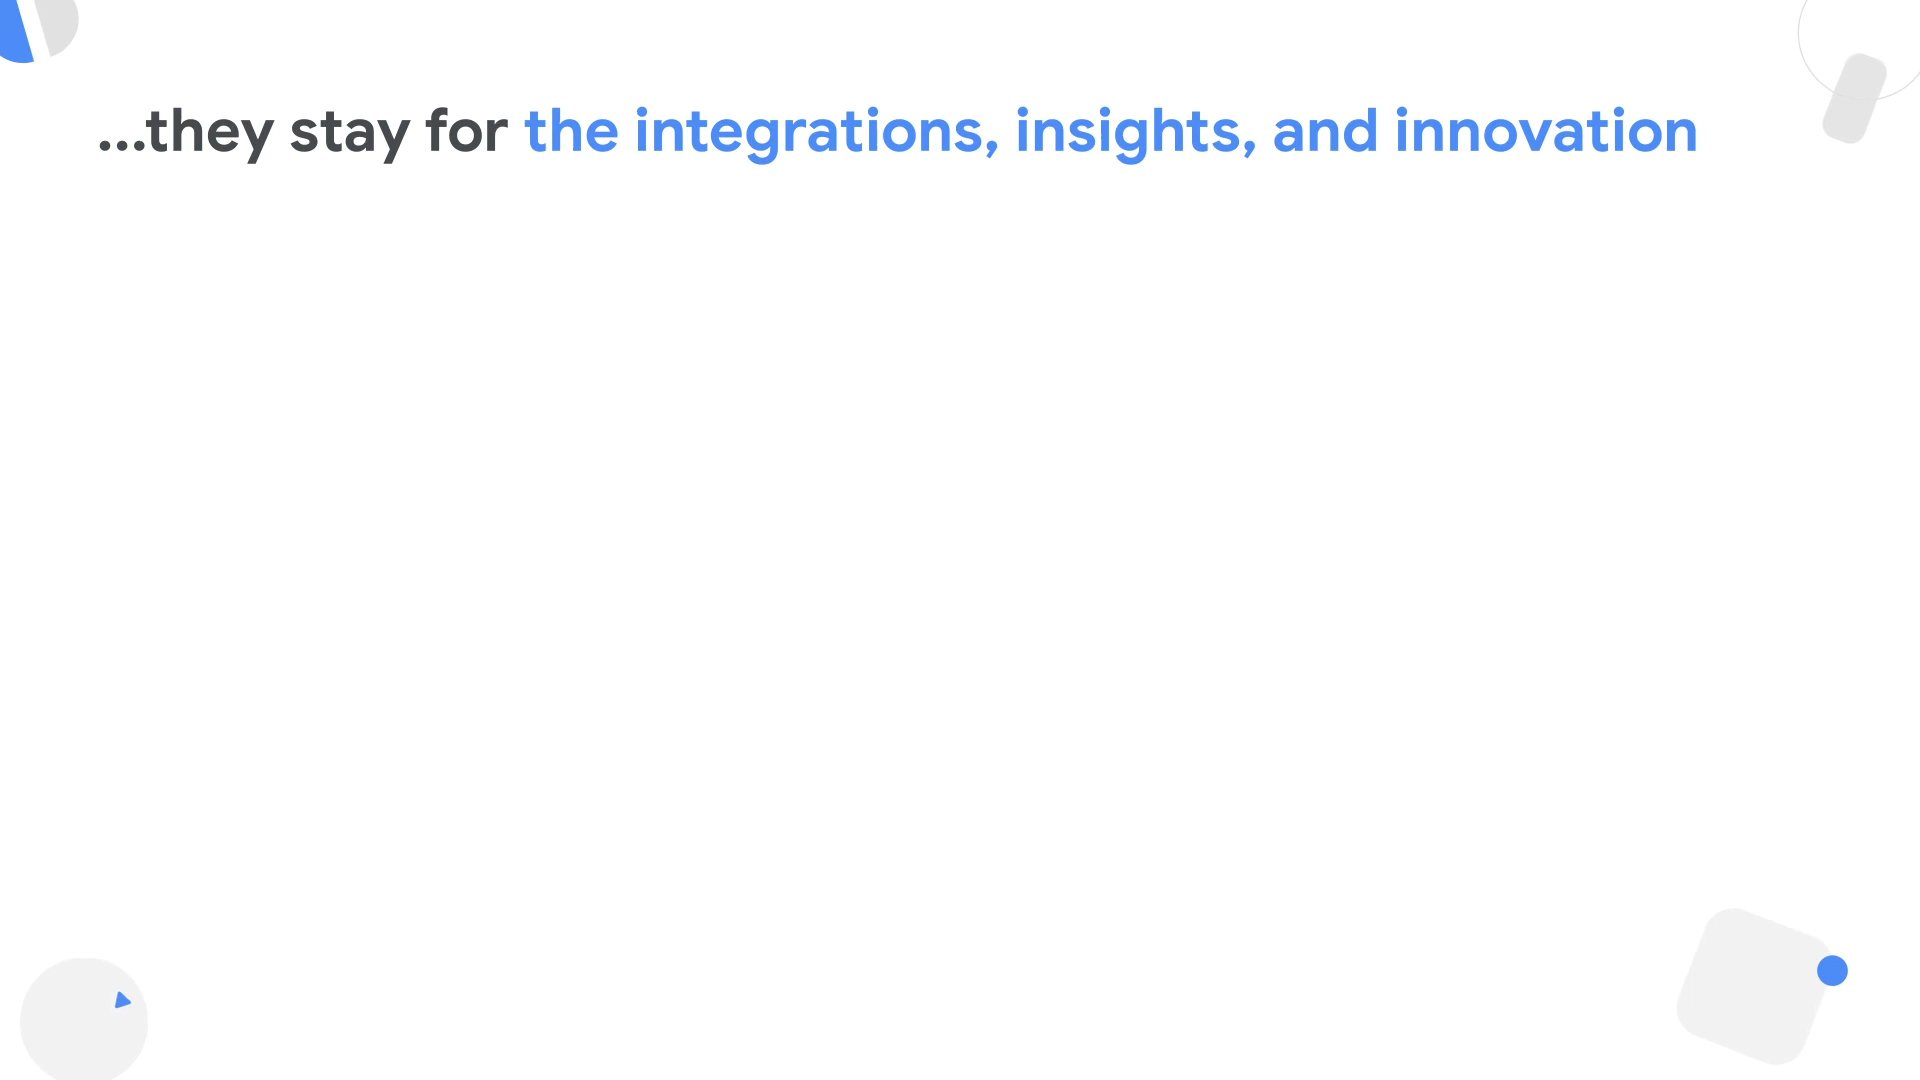 ...they stay for the integrations, insights, and innovation